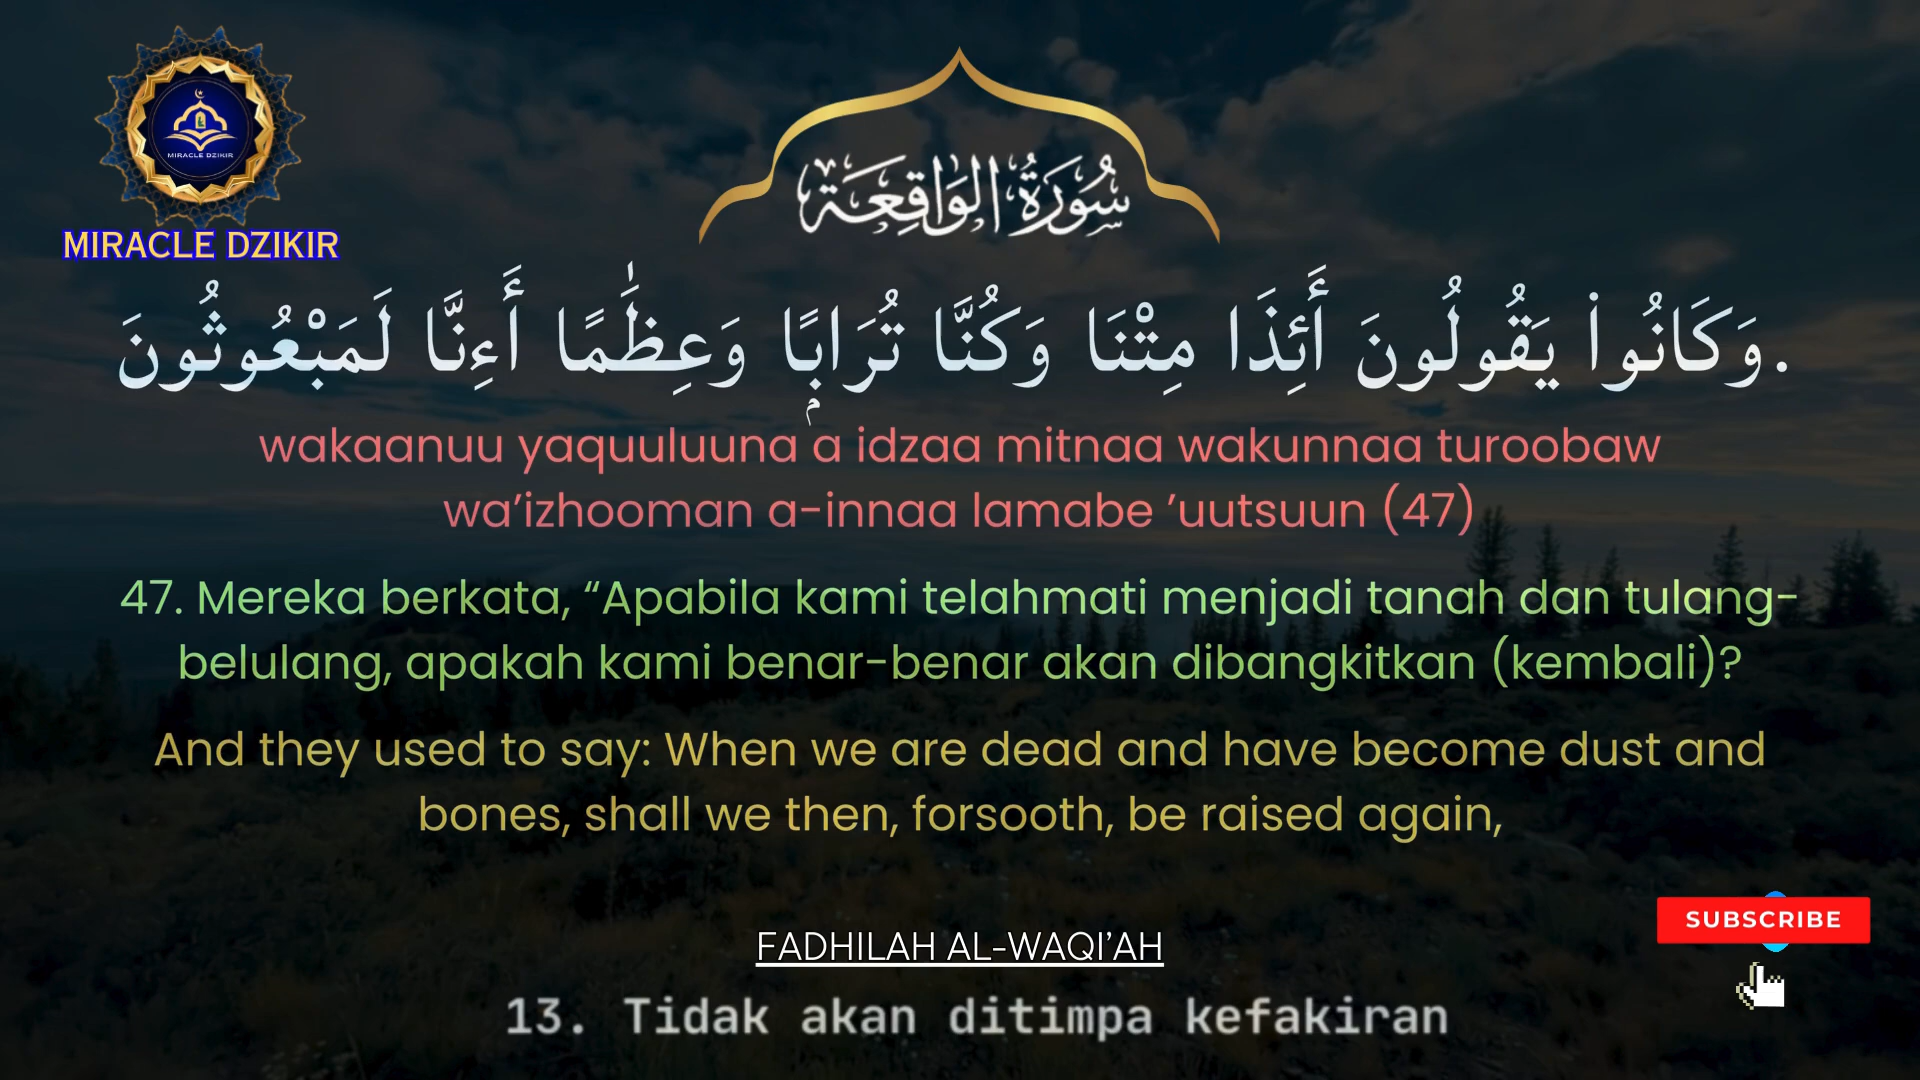 MIRACLE DZIKIR
MIRACLE DZIKIR
سُورَةُ الوَاقِعَة
وَكَانُوا۟ يَقُولُونَ أَئِذَا مِتْنَا وَكُنَّا تُرَابًۭا وَعِظَٰمًا أَءِنَّا لَمَبْعُوثُونَ.
wakaanuu yaquuluuna a idzaa mitnaa wakunnaa turoobaw
wa’izhooman a-innaa lamabe ’uutsuun (47)
47. Mereka berkata, “Apabila kami telahmati menjadi tanah dan tulang-
belulang, apakah kami benar-benar akan dibangkitkan (kembali)?
And they used to say: When we are dead and have become dust and
bones, shall we then, forsooth, be raised again,
SUBSCRIBE
FADHILAH AL-WAQI’AH
13. Tidak akan ditimpa kefakiran